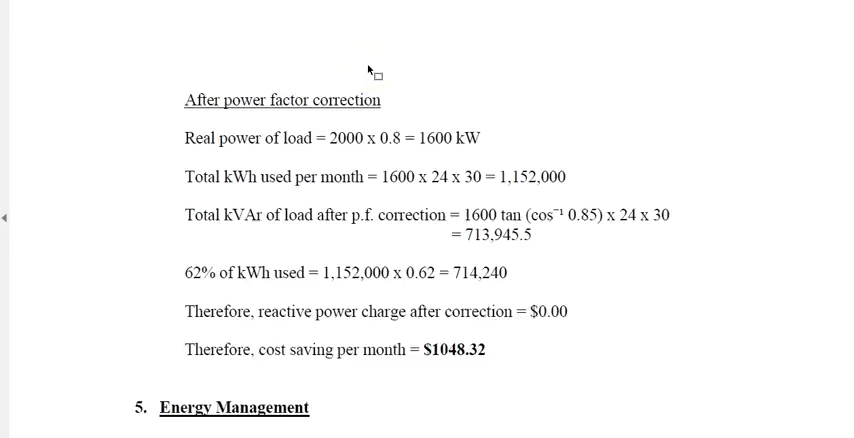 After power factor correction
Real power of load = 2000 x 0.8 = 1600 kW
Total kWh used per month = 1600 x 24 x 30 = 1,152,000
Total kVAr of load after p.f. correction = 1600 tan (cos⁻¹ 0.85) x 24 x 30
= 713,945.5
62% of kWh used = 1,152,000 x 0.62 = 714,240
Therefore, reactive power charge after correction = $0.00
Therefore, cost saving per month = $1048.32
5. Energy Management